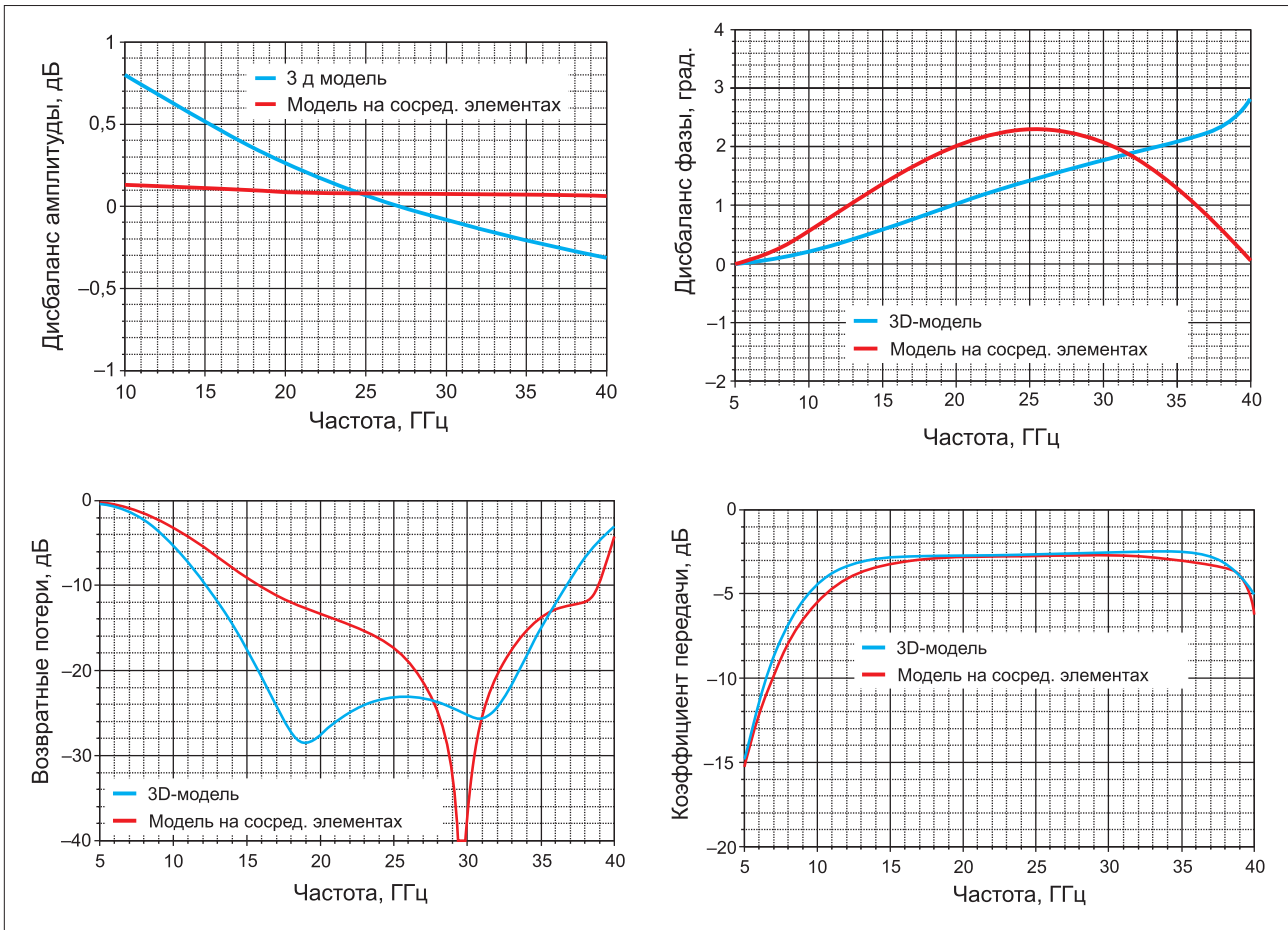 Дисбаланс амплитуды, дБ
1
0,5
0
–0,5
–1
3 д модель
Модель на сосред. элементах
10 15 20 25 30 35 40
Частота, ГГц
Дисбаланс фазы, град.
4
3
2
1
0
–1
–2
3D-модель
Модель на сосред. элементах
5 10 15 20 25 30 35 40
Частота, ГГц
Возвратные потери, дБ
0
–10
–20
–30
–40
3D-модель
Модель на сосред. элементах
5 10 15 20 25 30 35 40
Частота, ГГц
Коэффициент передачи, дБ
0
–5
–10
–15
–20
3D-модель
Модель на сосред. элементах
5 10 15 20 25 30 35 40
Частота, ГГц